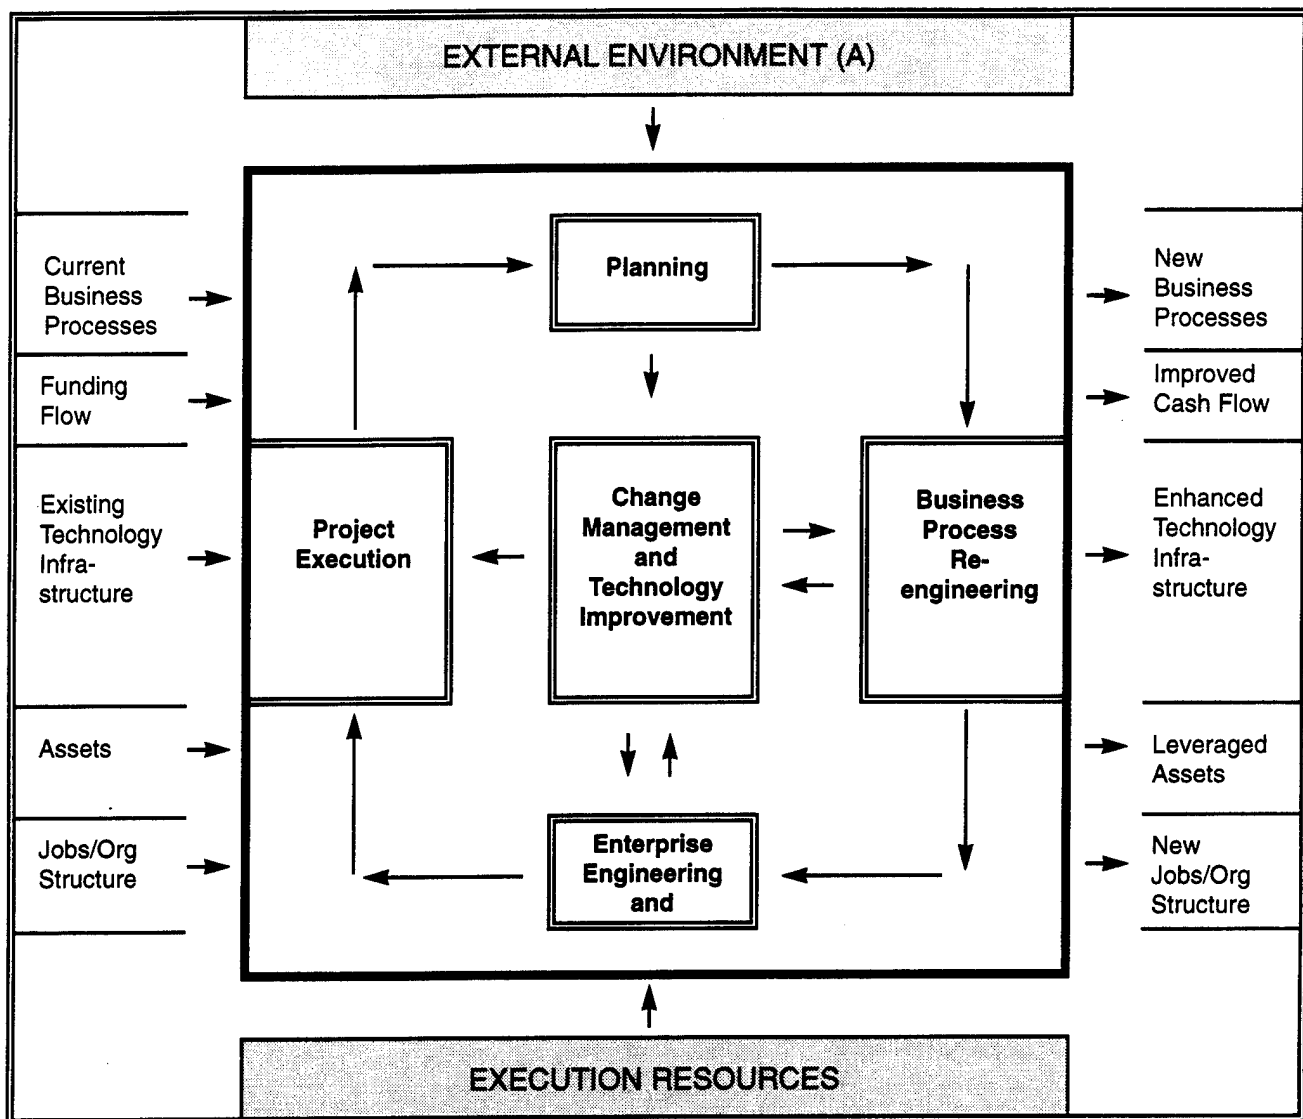 EXTERNAL ENVIRONMENT (A)
Current
Business
Processes
Funding
Flow
Existing
Technology
Infra-
structure
Assets
Jobs/Org
Structure
Planning
Project
Execution
Change
Management
and
Technology
Improvement
Business
Process
Re-
engineering
Enterprise
Engineering
and
New
Business
Processes
Improved
Cash Flow
Enhanced
Technology
Infra-
structure
Leveraged
Assets
New
Jobs/Org
Structure
EXECUTION RESOURCES